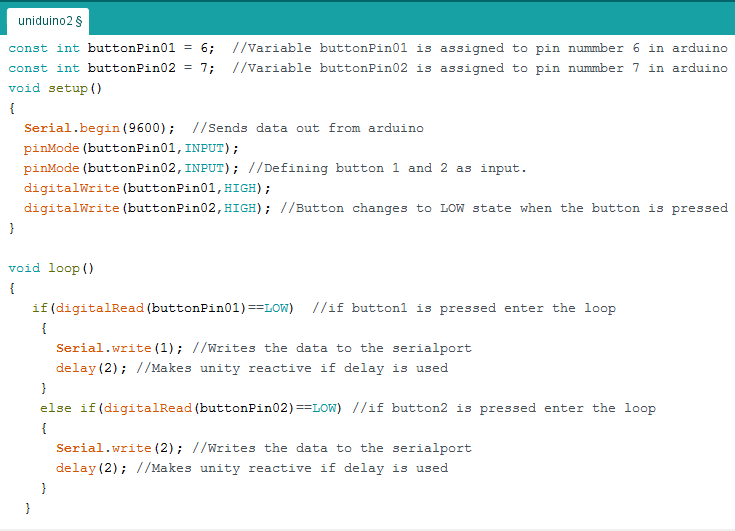 uniduino2 §
const int buttonPin01 = 6;  //Variable buttonPin01 is assigned to pin nummber 6 in arduino
const int buttonPin02 = 7;  //Variable buttonPin02 is assigned to pin nummber 7 in arduino
void setup()
{
  Serial.begin(9600);  //Sends data out from arduino
  pinMode(buttonPin01,INPUT);
  pinMode(buttonPin02,INPUT); //Defining button 1 and 2 as input.
  digitalWrite(buttonPin01,HIGH);
  digitalWrite(buttonPin02,HIGH); //Button changes to LOW state when the button is pressed
}

void loop()
{
   if(digitalRead(buttonPin01)==LOW)  //if button1 is pressed enter the loop
    {
      Serial.write(1); //Writes the data to the serialport
      delay(2); //Makes unity reactive if delay is used
    }
    else if(digitalRead(buttonPin02)==LOW) //if button2 is pressed enter the loop
    {
      Serial.write(2); //Writes the data to the serialport
      delay(2); //Makes unity reactive if delay is used
    }
  }